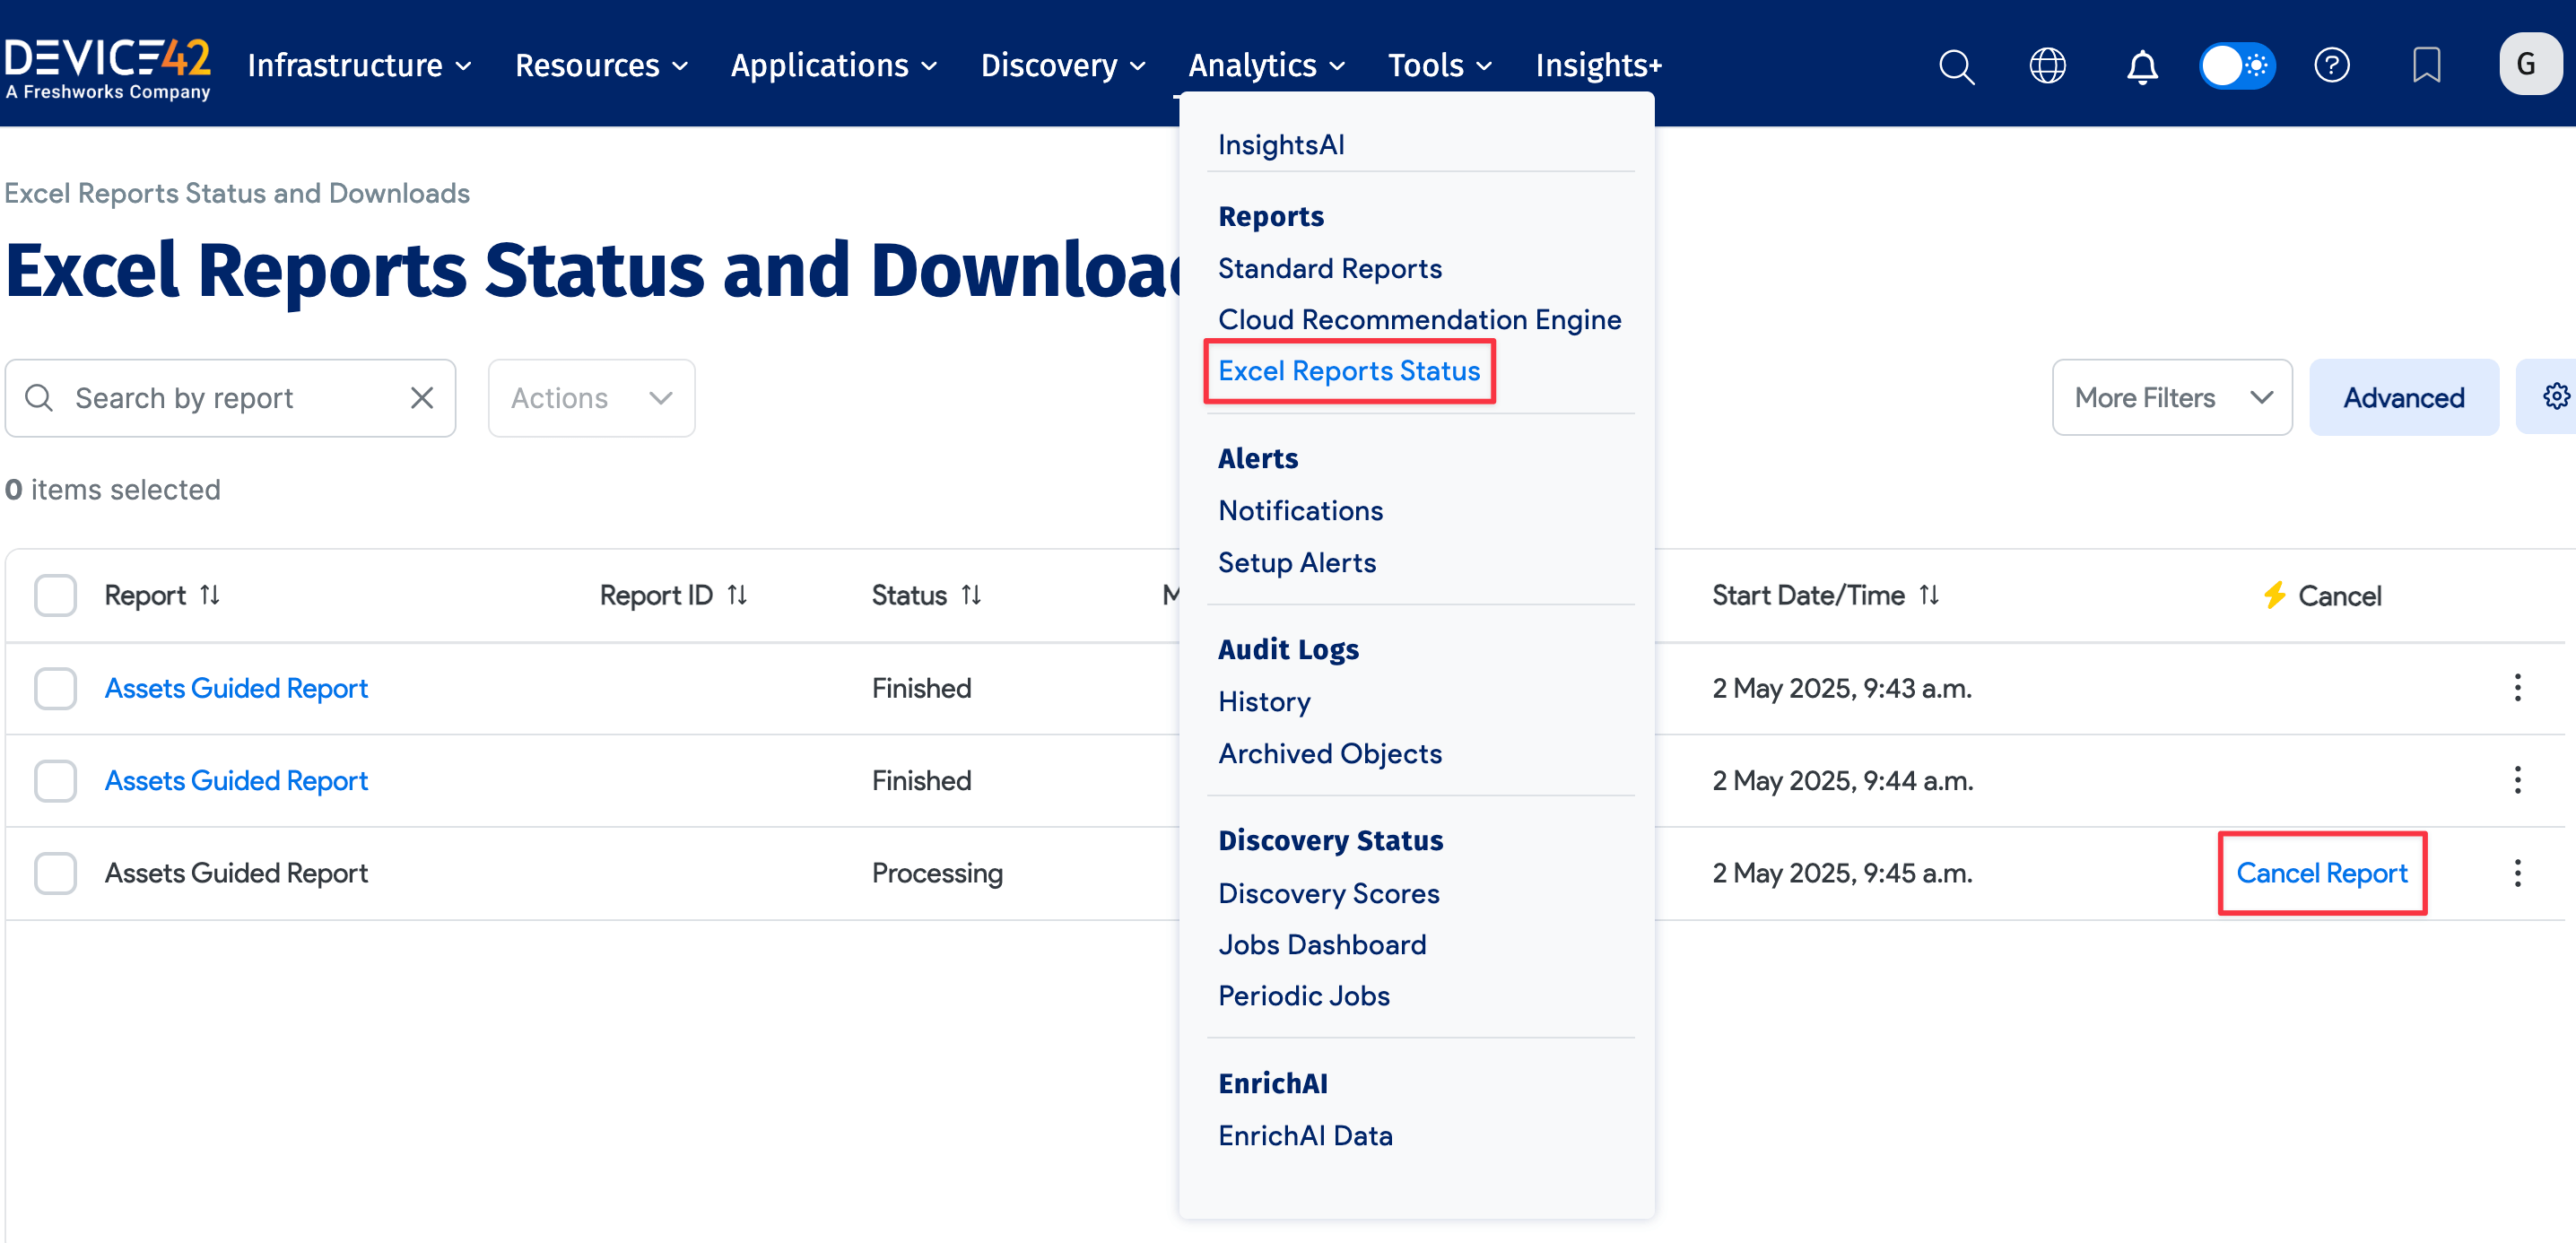 DEVICE42
A Freshworks Company
Infrastructure
Resources
Applications
Discovery
Analytics
Tools
Insights+
G
Excel Reports Status and Downloads
Excel Reports Status and Downloa
Search by report
Actions
More Filters
Advanced
0 items selected
Report
Report ID
Status
M
Start Date/Time
Cancel
Assets Guided Report
Finished
2 May 2025, 9:43 a.m.
Assets Guided Report
Finished
2 May 2025, 9:44 a.m.
Assets Guided Report
Processing
2 May 2025, 9:45 a.m.
Cancel Report
InsightsAI
Reports
Standard Reports
Cloud Recommendation Engine
Excel Reports Status
Alerts
Notifications
Setup Alerts
Audit Logs
History
Archived Objects
Discovery Status
Discovery Scores
Jobs Dashboard
Periodic Jobs
EnrichAI
EnrichAI Data